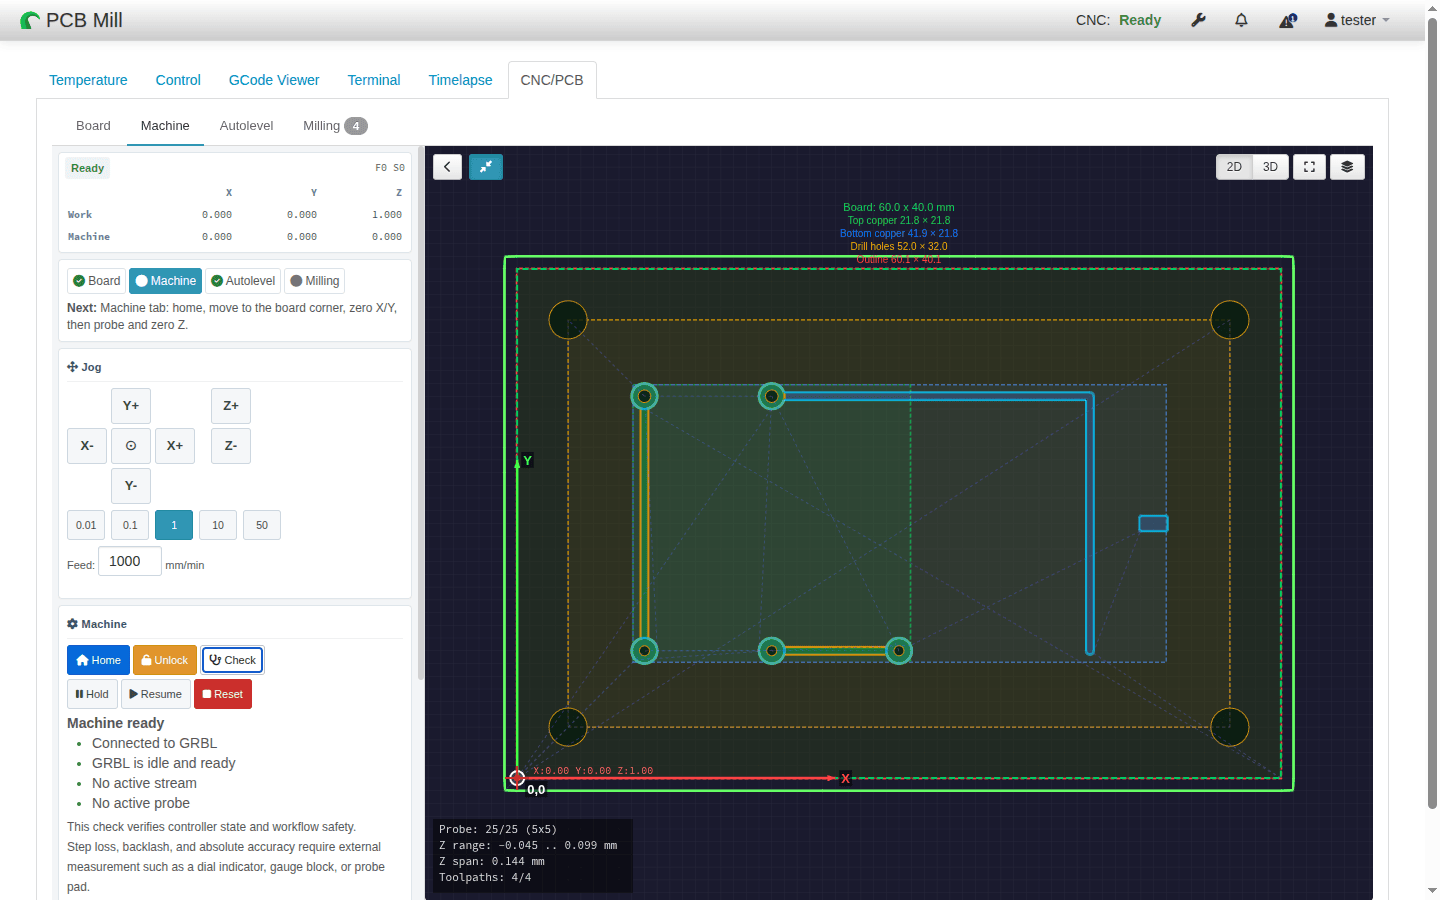 PCB Mill
CNC: Ready
1
tester
Temperature
Control
GCode Viewer
Terminal
Timelapse
CNC/PCB
Board
Machine
Autolevel
Milling 4
Ready
F0 S0
X Y Z
Work 0.000 0.000 1.000
Machine 0.000 0.000 0.000
Board
Machine
Autolevel
Milling
Next: Machine tab: home, move to the board corner, zero X/Y,
then probe and zero Z.
Jog
Y+ Z+
X- X+ Z-
Y-
0.01 0.1 1 10 50
Feed: 1000 mm/min
Machine
Home Unlock Check
Hold Resume Reset
Machine ready
Connected to GRBL
GRBL is idle and ready
No active stream
No active probe
This check verifies controller state and workflow safety.
Step loss, backlash, and absolute accuracy require external
measurement such as a dial indicator, gauge block, or probe
pad.
2D 3D
Board: 60.0 x 40.0 mm
Top copper 21.8 × 21.8
Bottom copper 41.9 × 21.8
Drill holes 52.0 × 32.0
Outline 60.1 × 40.1
Y
X:0.00 Y:0.00 Z:1.00
X
0,0
Probe: 25/25 (5x5)
Z range: −0.045 .. 0.099 mm
Z span: 0.144 mm
Toolpaths: 4/4